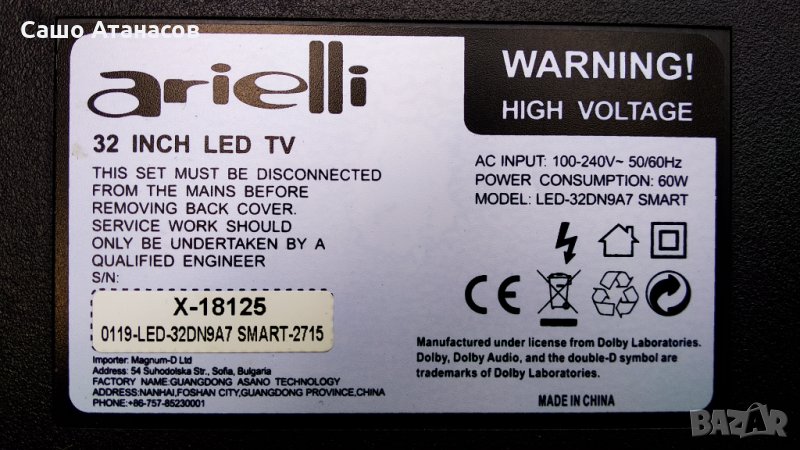 Сашо Атанасов
arielli
32 INCH LED TV
THIS SET MUST BE DISCONNECTED
FROM THE MAINS BEFORE
REMOVING BACK COVER.
SERVICE WORK SHOULD
ONLY BE UNDERTAKEN BY A
QUALIFIED ENGINEER
S/N:
X-18125
0119-LED-32DN9A7 SMART-2715
Importer: Magnum-D Ltd
Address: 54 Suhodolska Str., Sofia, Bulgaria
FACTORY NAME:GUANGDONG ASANO TECHNOLOGY
ADDRESS:NANHAI,FOSHAN CITY,GUANGDONG PROVINCE,CHINA
PHONE:+86-757-85230001
WARNING!
HIGH VOLTAGE
AC INPUT: 100-240V~ 50/60Hz
POWER CONSUMPTION: 60W
MODEL: LED-32DN9A7 SMART
CE
Manufactured under license from Dolby Laboratories.
Dolby, Dolby Audio, and the double-D symbol are
trademarks of Dolby Laboratories.
MADE IN CHINA
BAZAR